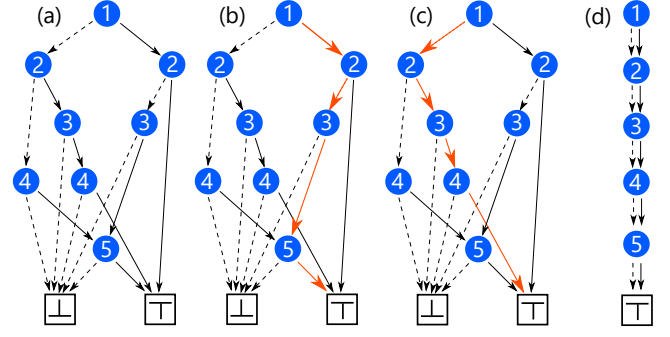 (a) 1 (b) 1 (c) 1 (d) 1
2 2 2 2 2 2 2
3 3 3 3 3 3 3
4 4 4 4 4 4 4
5 5 5 5
⊥ ⊤ ⊥ ⊤ ⊥ ⊤ ⊤